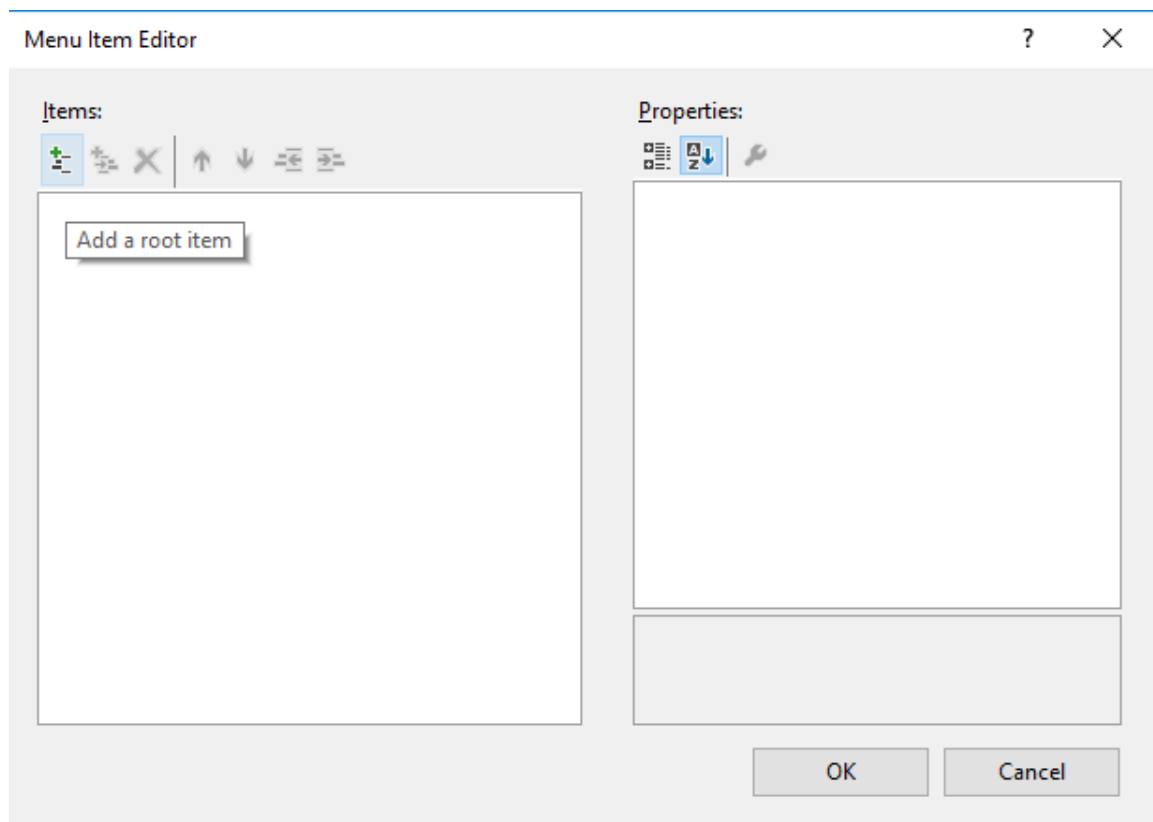 Menu Item Editor
?
Items:
Properties:
A
Z
Add a root item
OK
Cancel